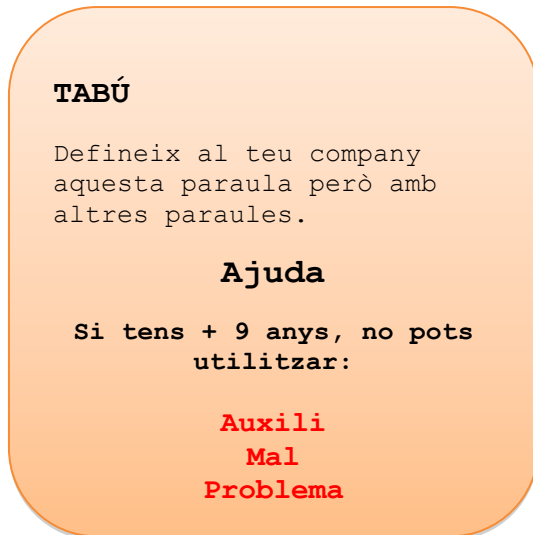 TABÚ
Defineix al teu company
aquesta paraula però amb
altres paraules.
Ajuda
Si tens + 9 anys, no pots
utilitzar:
Auxili
Mal
Problema